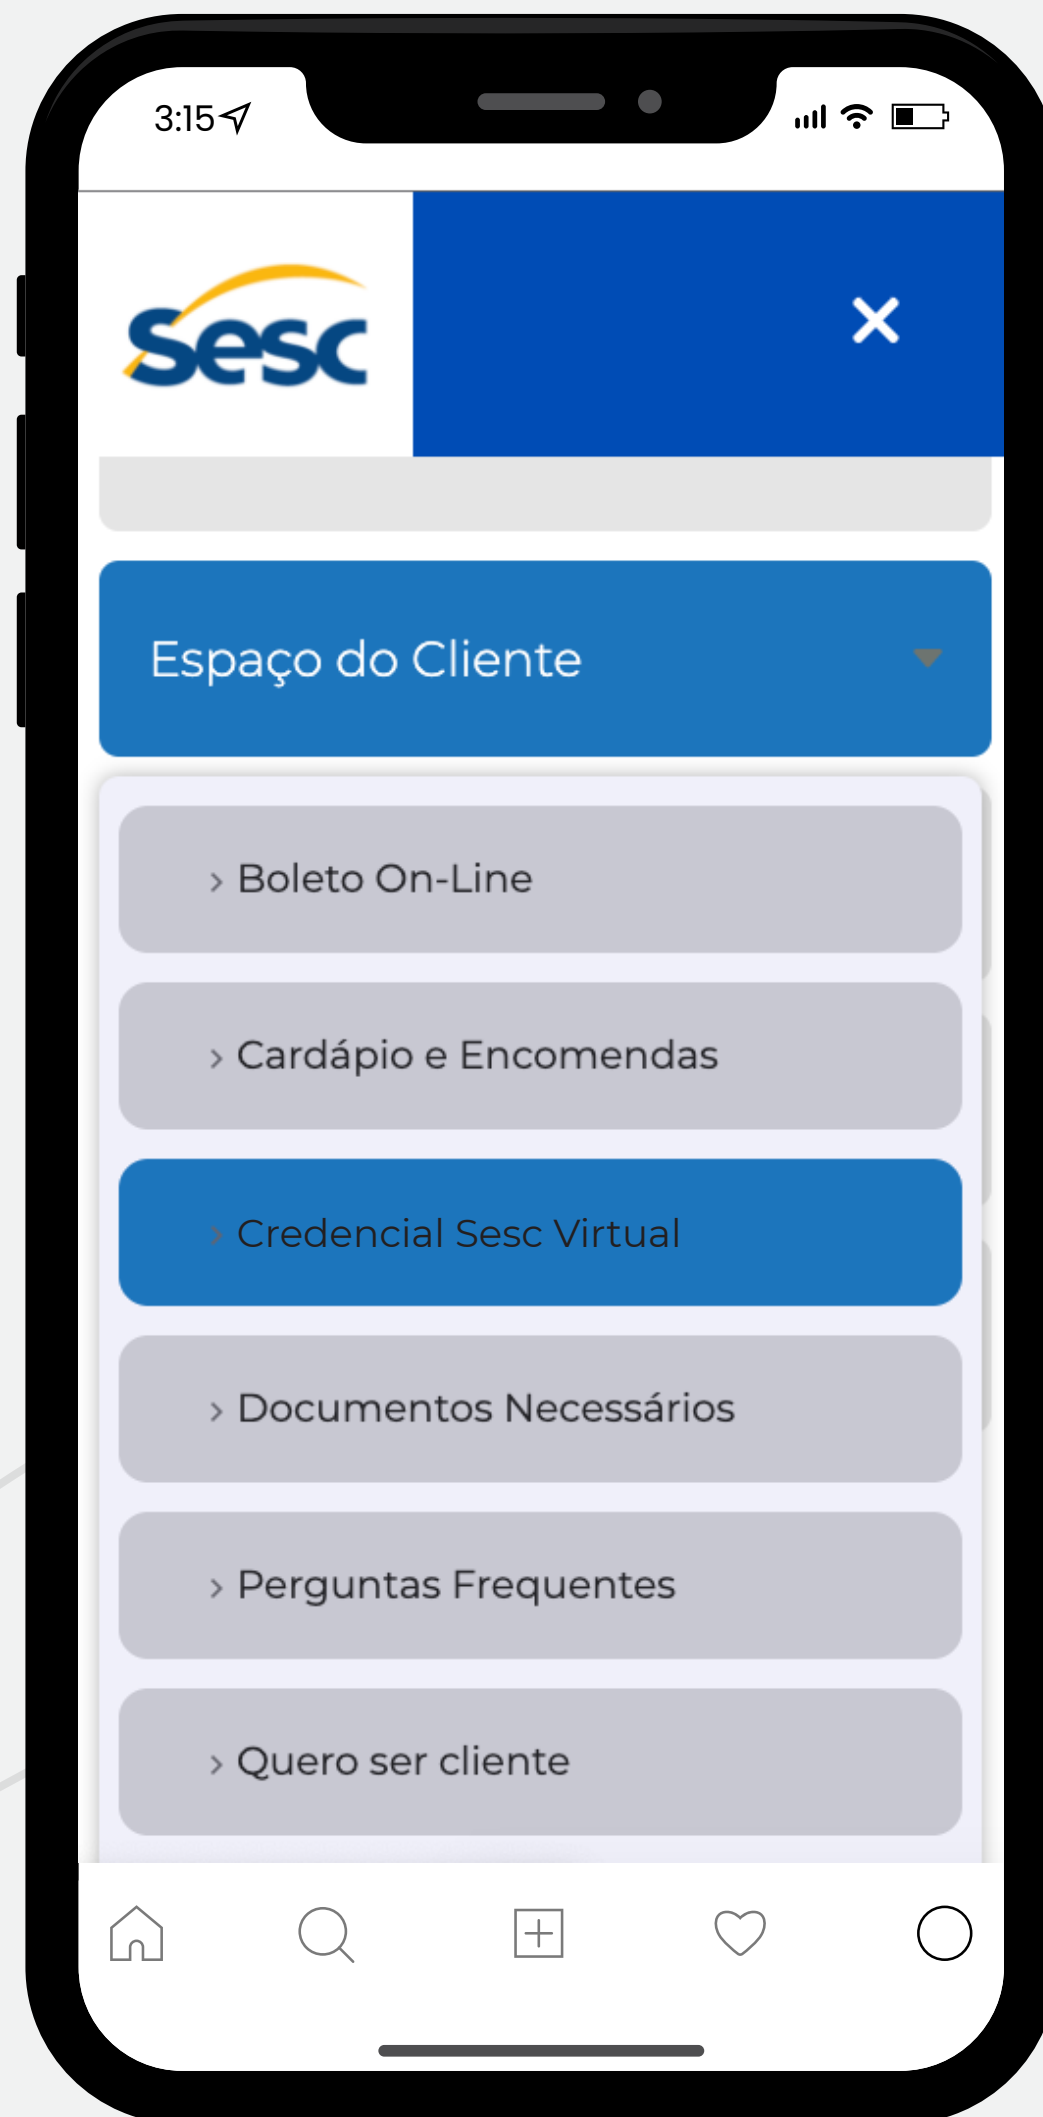 3:15
Sesc
Espaço do Cliente
› Boleto On-Line
› Cardápio e Encomendas
› Credencial Sesc Virtual
› Documentos Necessários
› Perguntas Frequentes
› Quero ser cliente